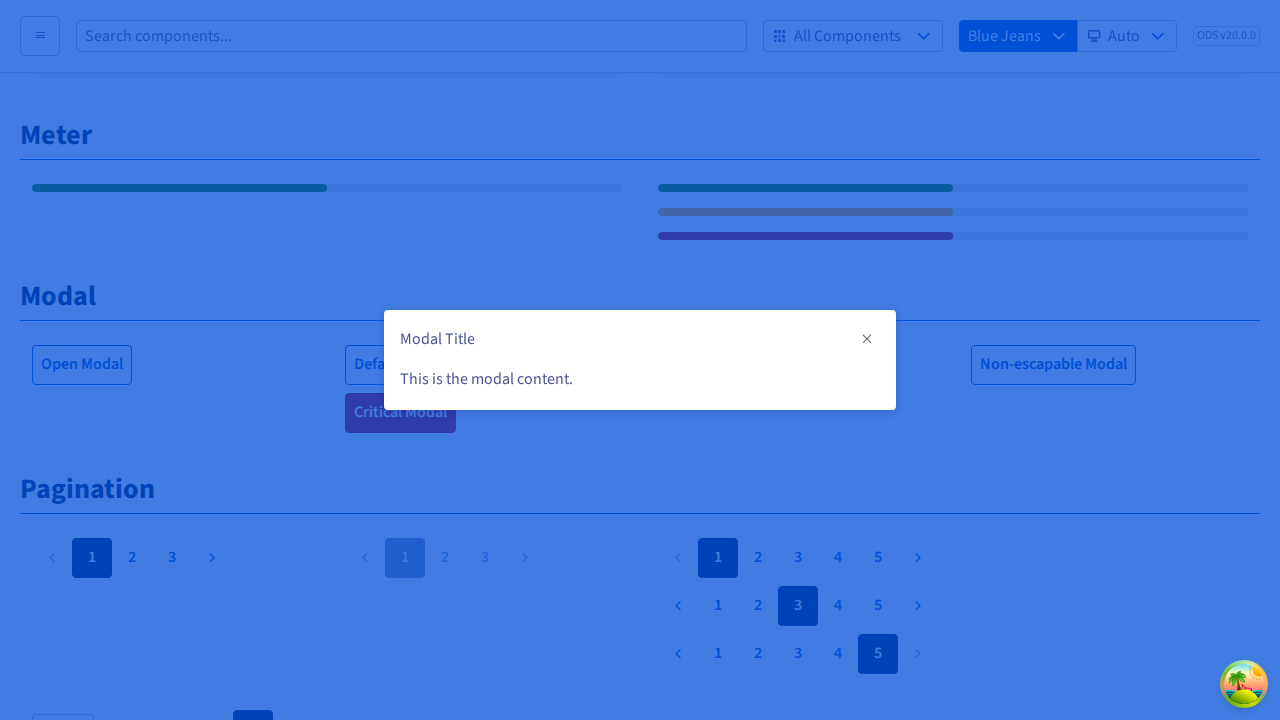 Search components...
All Components
Blue Jeans
Auto
ODS v20.0.0
Meter
Modal
Open Modal
Defa
Non-escapable Modal
Modal Title
This is the modal content.
Critical Modal
Pagination
1 2 3
1 2 3
1 2 3 4 5
1 2 3 4 5
1 2 3 4 5